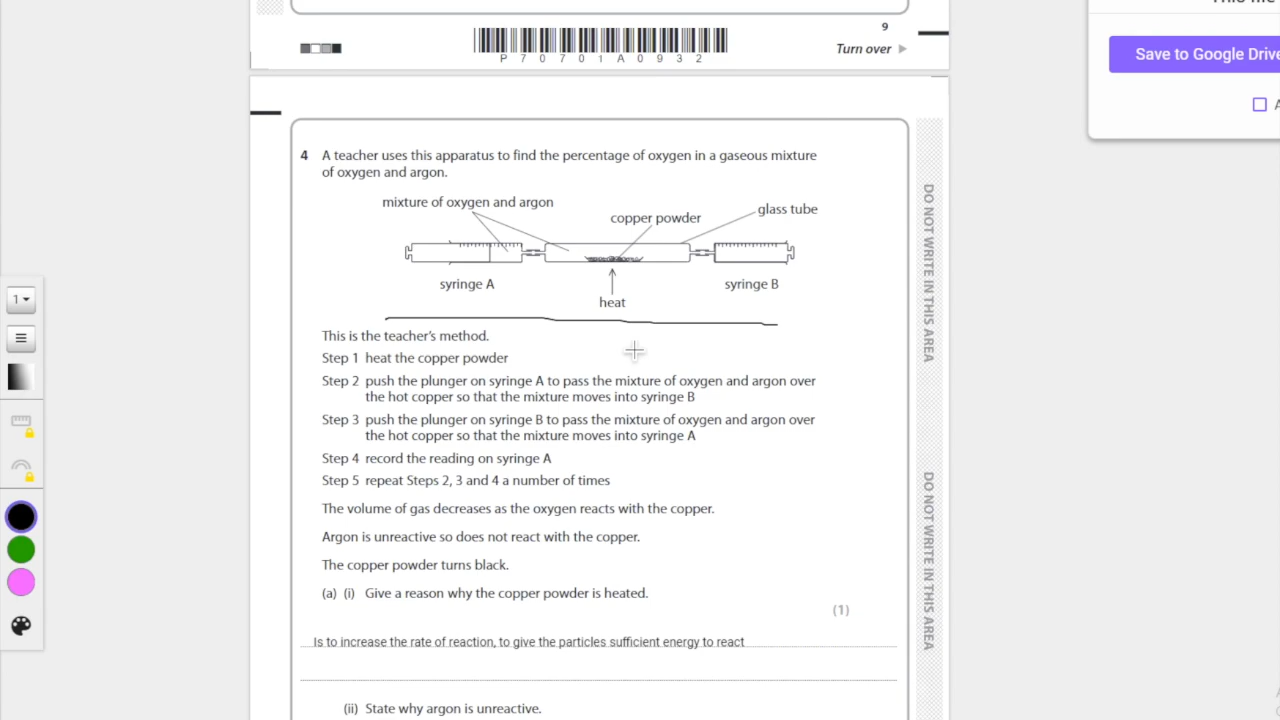 This file
Save to Google Drive
A
9
P70701A0932
Turn over
4 A teacher uses this apparatus to find the percentage of oxygen in a gaseous mixture
of oxygen and argon.
mixture of oxygen and argon
copper powder
glass tube
syringe A
syringe B
heat
This is the teacher's method.
Step 1 heat the copper powder
Step 2 push the plunger on syringe A to pass the mixture of oxygen and argon over
the hot copper so that the mixture moves into syringe B
Step 3 push the plunger on syringe B to pass the mixture of oxygen and argon over
the hot copper so that the mixture moves into syringe A
Step 4 record the reading on syringe A
Step 5 repeat Steps 2, 3 and 4 a number of times
The volume of gas decreases as the oxygen reacts with the copper.
Argon is unreactive so does not react with the copper.
The copper powder turns black.
(a) (i) Give a reason why the copper powder is heated.
(1)
Is to increase the rate of reaction, to give the particles sufficient energy to react
(ii) State why argon is unreactive.
DO NOT WRITE IN THIS AREA
DO NOT WRITE IN THIS AREA
1